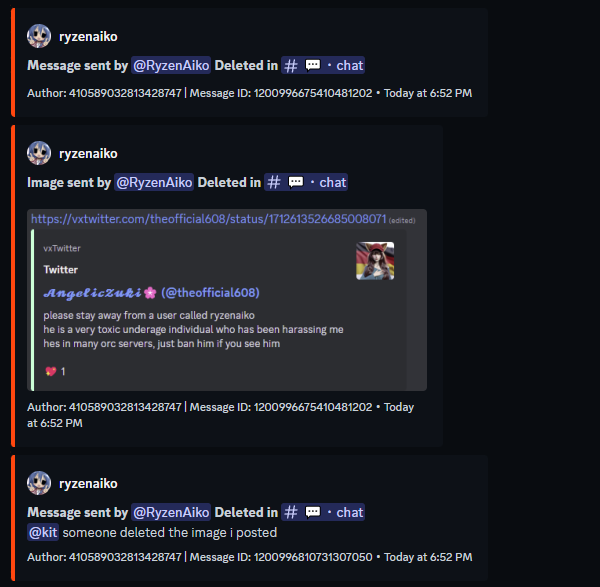 ryzenaiko
Message sent by @RyzenAiko Deleted in # 💬・chat
Author: 410589032813428747 | Message ID: 1200996675410481202 • Today at 6:52 PM
ryzenaiko
Image sent by @RyzenAiko Deleted in # 💬・chat
https://vxtwitter.com/theofficial608/status/1712613526685008071 (edited)
vxTwitter
Twitter
𝓐𝓷𝓰𝓮𝓵𝓲𝓬𝓩𝓾𝓴𝓲🌸 (@theofficial608)
please stay away from a user called ryzenaiko
he is a very toxic underage individual who has been harassing me
hes in many orc servers, just ban him if you see him
💖 1
Author: 410589032813428747 | Message ID: 1200996675410481202 • Today
at 6:52 PM
ryzenaiko
Message sent by @RyzenAiko Deleted in # 💬・chat
@kit someone deleted the image i posted
Author: 410589032813428747 | Message ID: 1200996810731307050 • Today at 6:52 PM